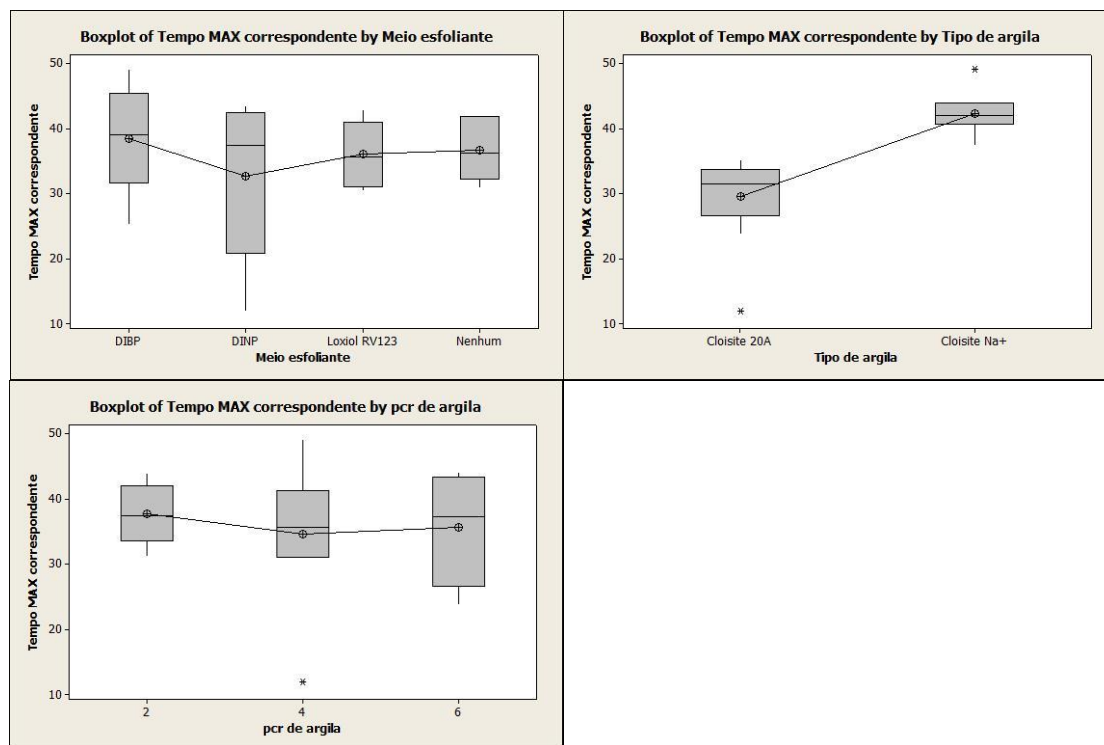 Boxplot of Tempo MAX correspondente by Meio esfoliante
Tempo MAX correspondente
50
40
30
20
10
DIBP DINP Loxiol RV123 Nenhum
Meio esfoliante
Boxplot of Tempo MAX correspondente by Tipo de argila
Tempo MAX correspondente
50
40
30
20
10
Cloisite 20A Cloisite Na+
Tipo de argila
Boxplot of Tempo MAX correspondente by pcr de argila
Tempo MAX correspondente
50
40
30
20
10
2 4 6
pcr de argila